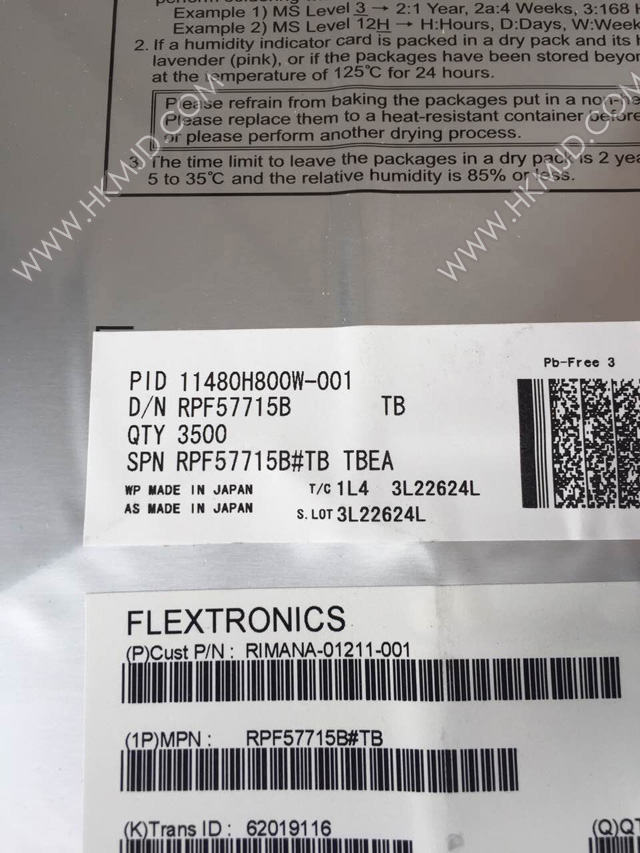 Example 1) MS Level 3 → 2:1 Year, 2a:4 Weeks, 3:168
Example 2) MS Level 12H → H:Hours, D:Days, W:Week
2. If a humidity indicator card is packed in a dry pack and its
lavender (pink), or if the packages have been stored beyon
at the temperature of 125℃ for 24 hours.
Please refrain from baking the packages put in a non-he
Please replace them to a heat-resistant container before
or please perform another drying process.
3. The time limit to leave the packages in a dry pack is 2 yea
5 to 35℃ and the relative humidity is 85% or less.
WWW.HKMJD.COM
WWW.HKMJD.COM
Pb-Free 3
PID 11480H800W-001
D/N RPF57715B TB
QTY 3500
SPN RPF57715B#TB TBEA
WP MADE IN JAPAN T/C 1L4 3L22624L
AS MADE IN JAPAN S.LOT 3L22624L
FLEXTRONICS
(P)Cust P/N : RIMANA-01211-001
(1P)MPN : RPF57715B#TB
(K)Trans ID : 62019116 (Q)QT